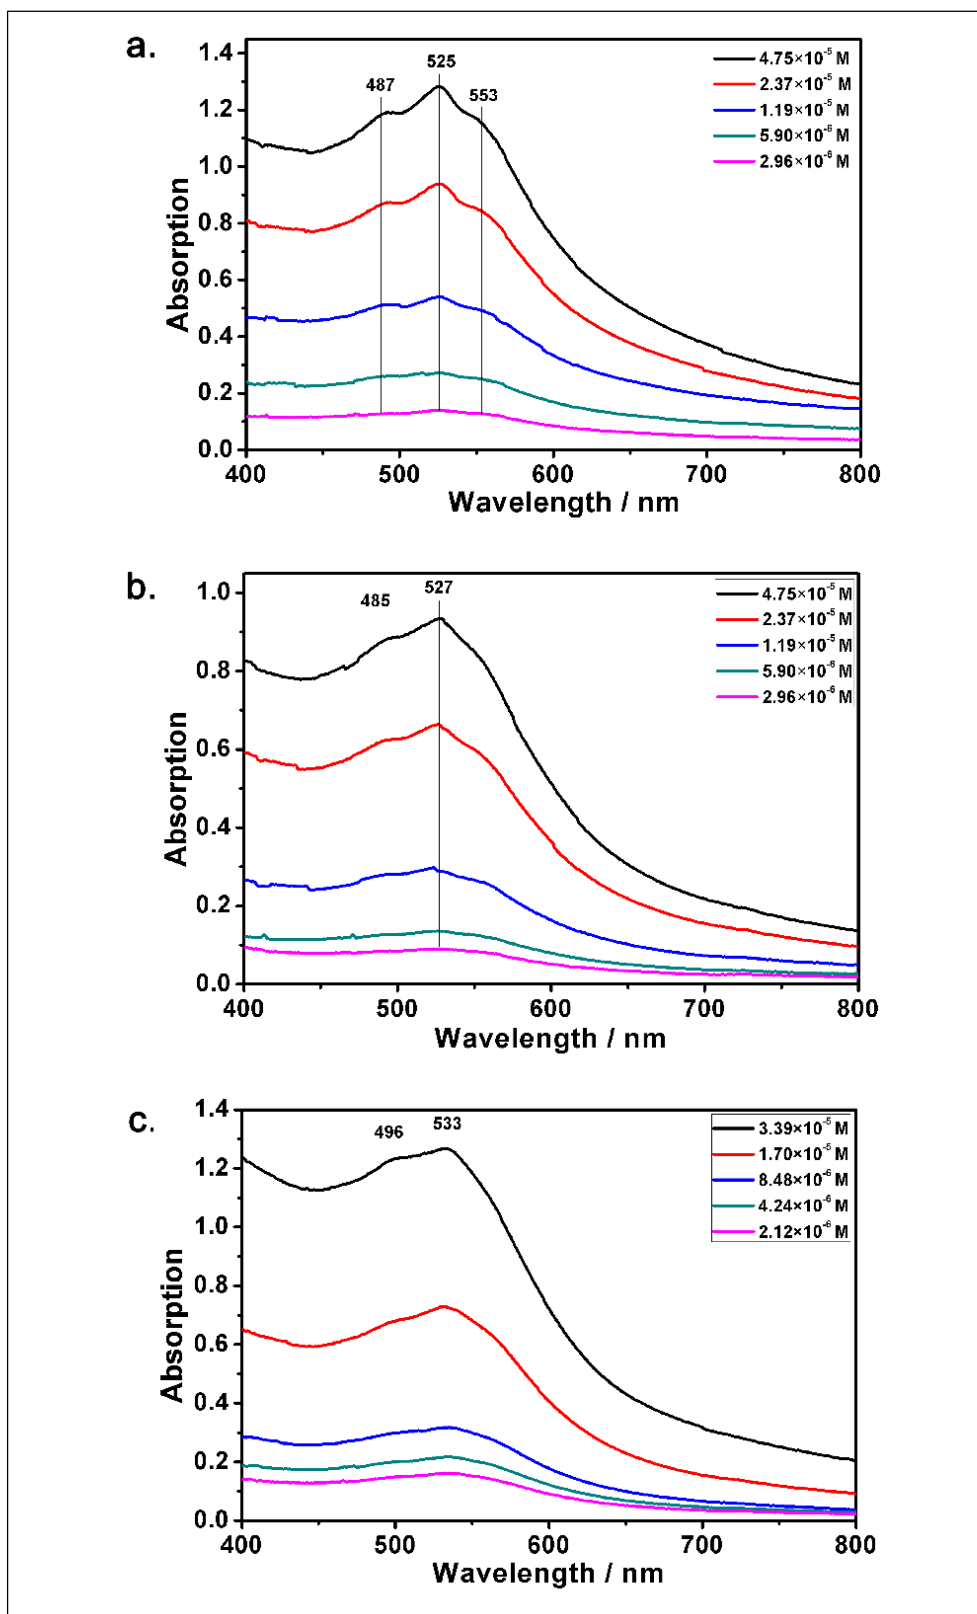 a.
1.4
1.2
1.0
0.8
0.6
0.4
0.2
0.0
Absorption
487
525
553
4.75×10⁻⁵ M
2.37×10⁻⁵ M
1.19×10⁻⁵ M
5.90×10⁻⁶ M
2.96×10⁻⁶ M
400 500 600 700 800
Wavelength / nm
b.
1.0
0.8
0.6
0.4
0.2
0.0
Absorption
485
527
4.75×10⁻⁵ M
2.37×10⁻⁵ M
1.19×10⁻⁵ M
5.90×10⁻⁶ M
2.96×10⁻⁶ M
400 500 600 700 800
Wavelength / nm
c.
1.4
1.2
1.0
0.8
0.6
0.4
0.2
0.0
Absorption
496
533
3.39×10⁻⁵ M
1.70×10⁻⁵ M
8.48×10⁻⁶ M
4.24×10⁻⁶ M
2.12×10⁻⁶ M
400 500 600 700 800
Wavelength / nm